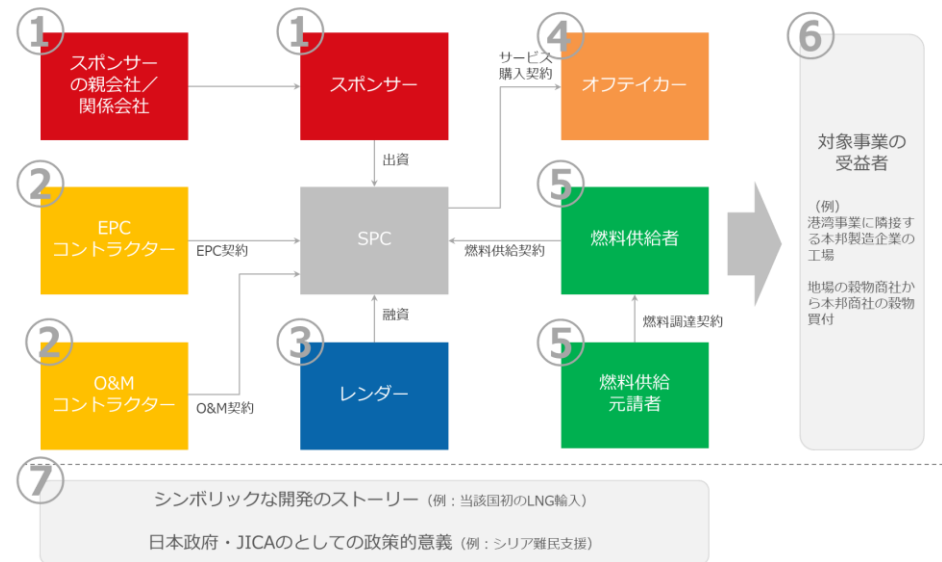 ①
スポンサー
の親会社／
関係会社
①
スポンサー
サービス
購入契約
④
オフテイカー
⑥
対象事業の
受益者
（例）
港湾事業に隣接す
る本邦製造企業の
工場
地場の穀物商社か
ら本邦商社の穀物
買付
出資
②
EPC
コントラクター
EPC契約
SPC
燃料供給契約
⑤
燃料供給者
融資
燃料調達契約
②
O&M
コントラクター
O&M契約
③
レンダー
⑤
燃料供給
元請者
⑦
シンボリックな開発のストーリー（例：当該国初のLNG輸入）
日本政府・JICAのとしての政策的意義（例：シリア難民支援）